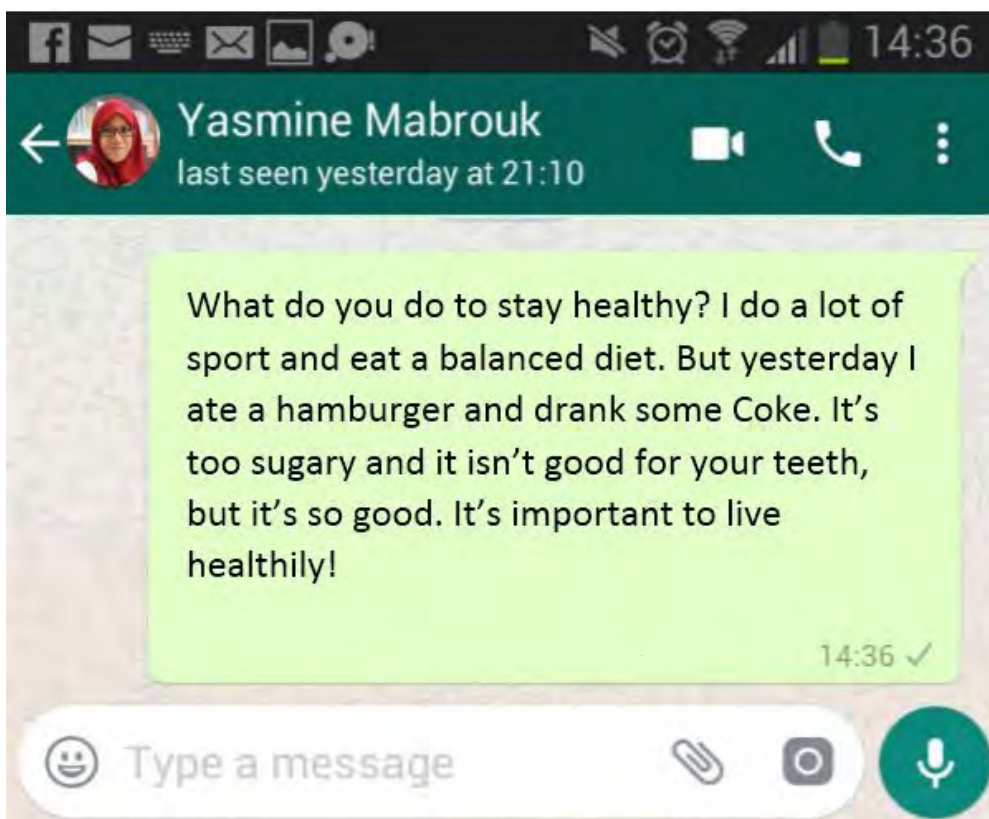 14:36
Yasmine Mabrouk
last seen yesterday at 21:10
What do you do to stay healthy? I do a lot of
sport and eat a balanced diet. But yesterday I
ate a hamburger and drank some Coke. It’s
too sugary and it isn’t good for your teeth,
but it’s so good. It’s important to live
healthily!
14:36
Type a message